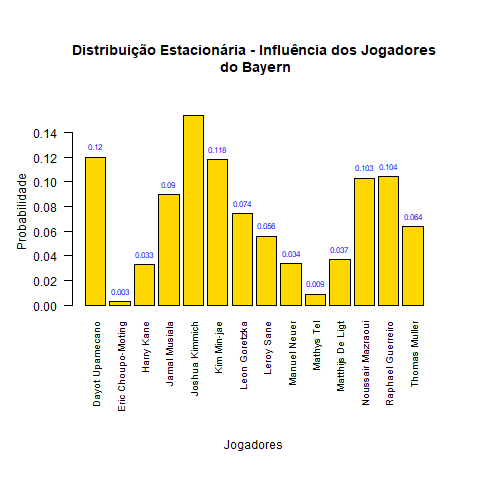 Distribuição Estacionária - Influência dos Jogadores
do Bayern
Probabilidade
0.14
0.12
0.10
0.08
0.06
0.04
0.02
0.00
0.12
0.003
0.033
0.09
0.118
0.074
0.056
0.034
0.009
0.037
0.103
0.104
0.064
Dayot Upamecano
Eric Choupo-Moting
Harry Kane
Jamal Musiala
Joshua Kimmich
Kim Min-jae
Leon Goretzka
Leroy Sane
Manuel Neuer
Mathys Tel
Matthijs De Ligt
Noussair Mazraoui
Raphael Guerreiro
Thomas Muller
Jogadores